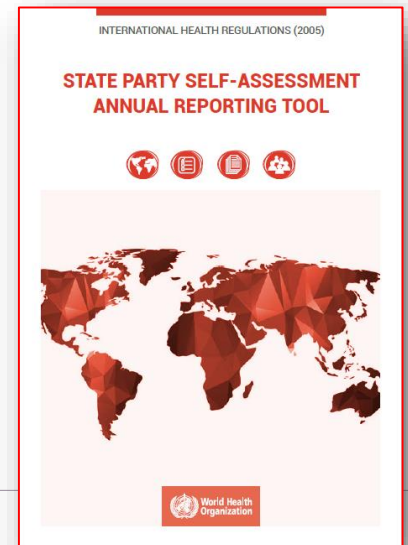 INTERNATIONAL HEALTH REGULATIONS (2005)
STATE PARTY SELF-ASSESSMENT
ANNUAL REPORTING TOOL
World Health
Organization